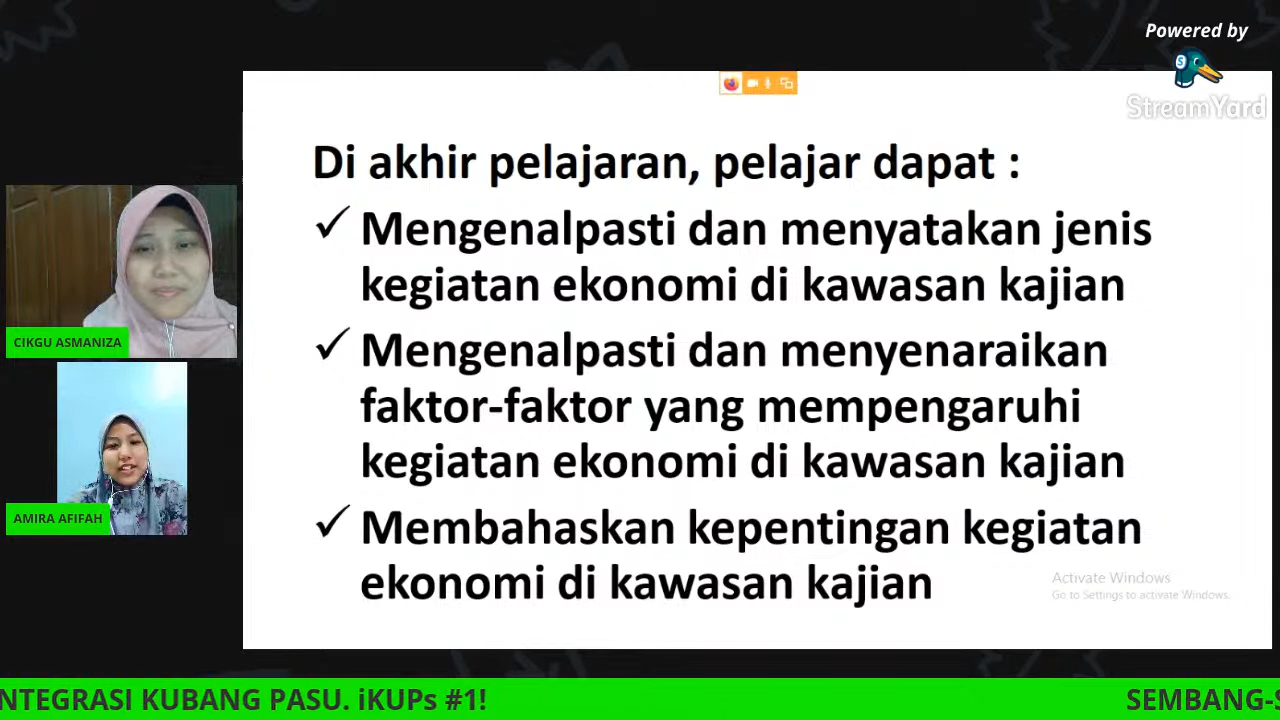 Powered by
StreamYard
Di akhir pelajaran, pelajar dapat :
✓ Mengenalpasti dan menyatakan jenis
kegiatan ekonomi di kawasan kajian
✓ Mengenalpasti dan menyenaraikan
faktor-faktor yang mempengaruhi
kegiatan ekonomi di kawasan kajian
✓ Membahaskan kepentingan kegiatan
ekonomi di kawasan kajian
Activate Windows
Go to Settings to activate Windows.
CIKGU ASMANIZA
AMIRA AFIFAH
NTEGRASI KUBANG PASU. iKUPs #1!
SEMBANG-S